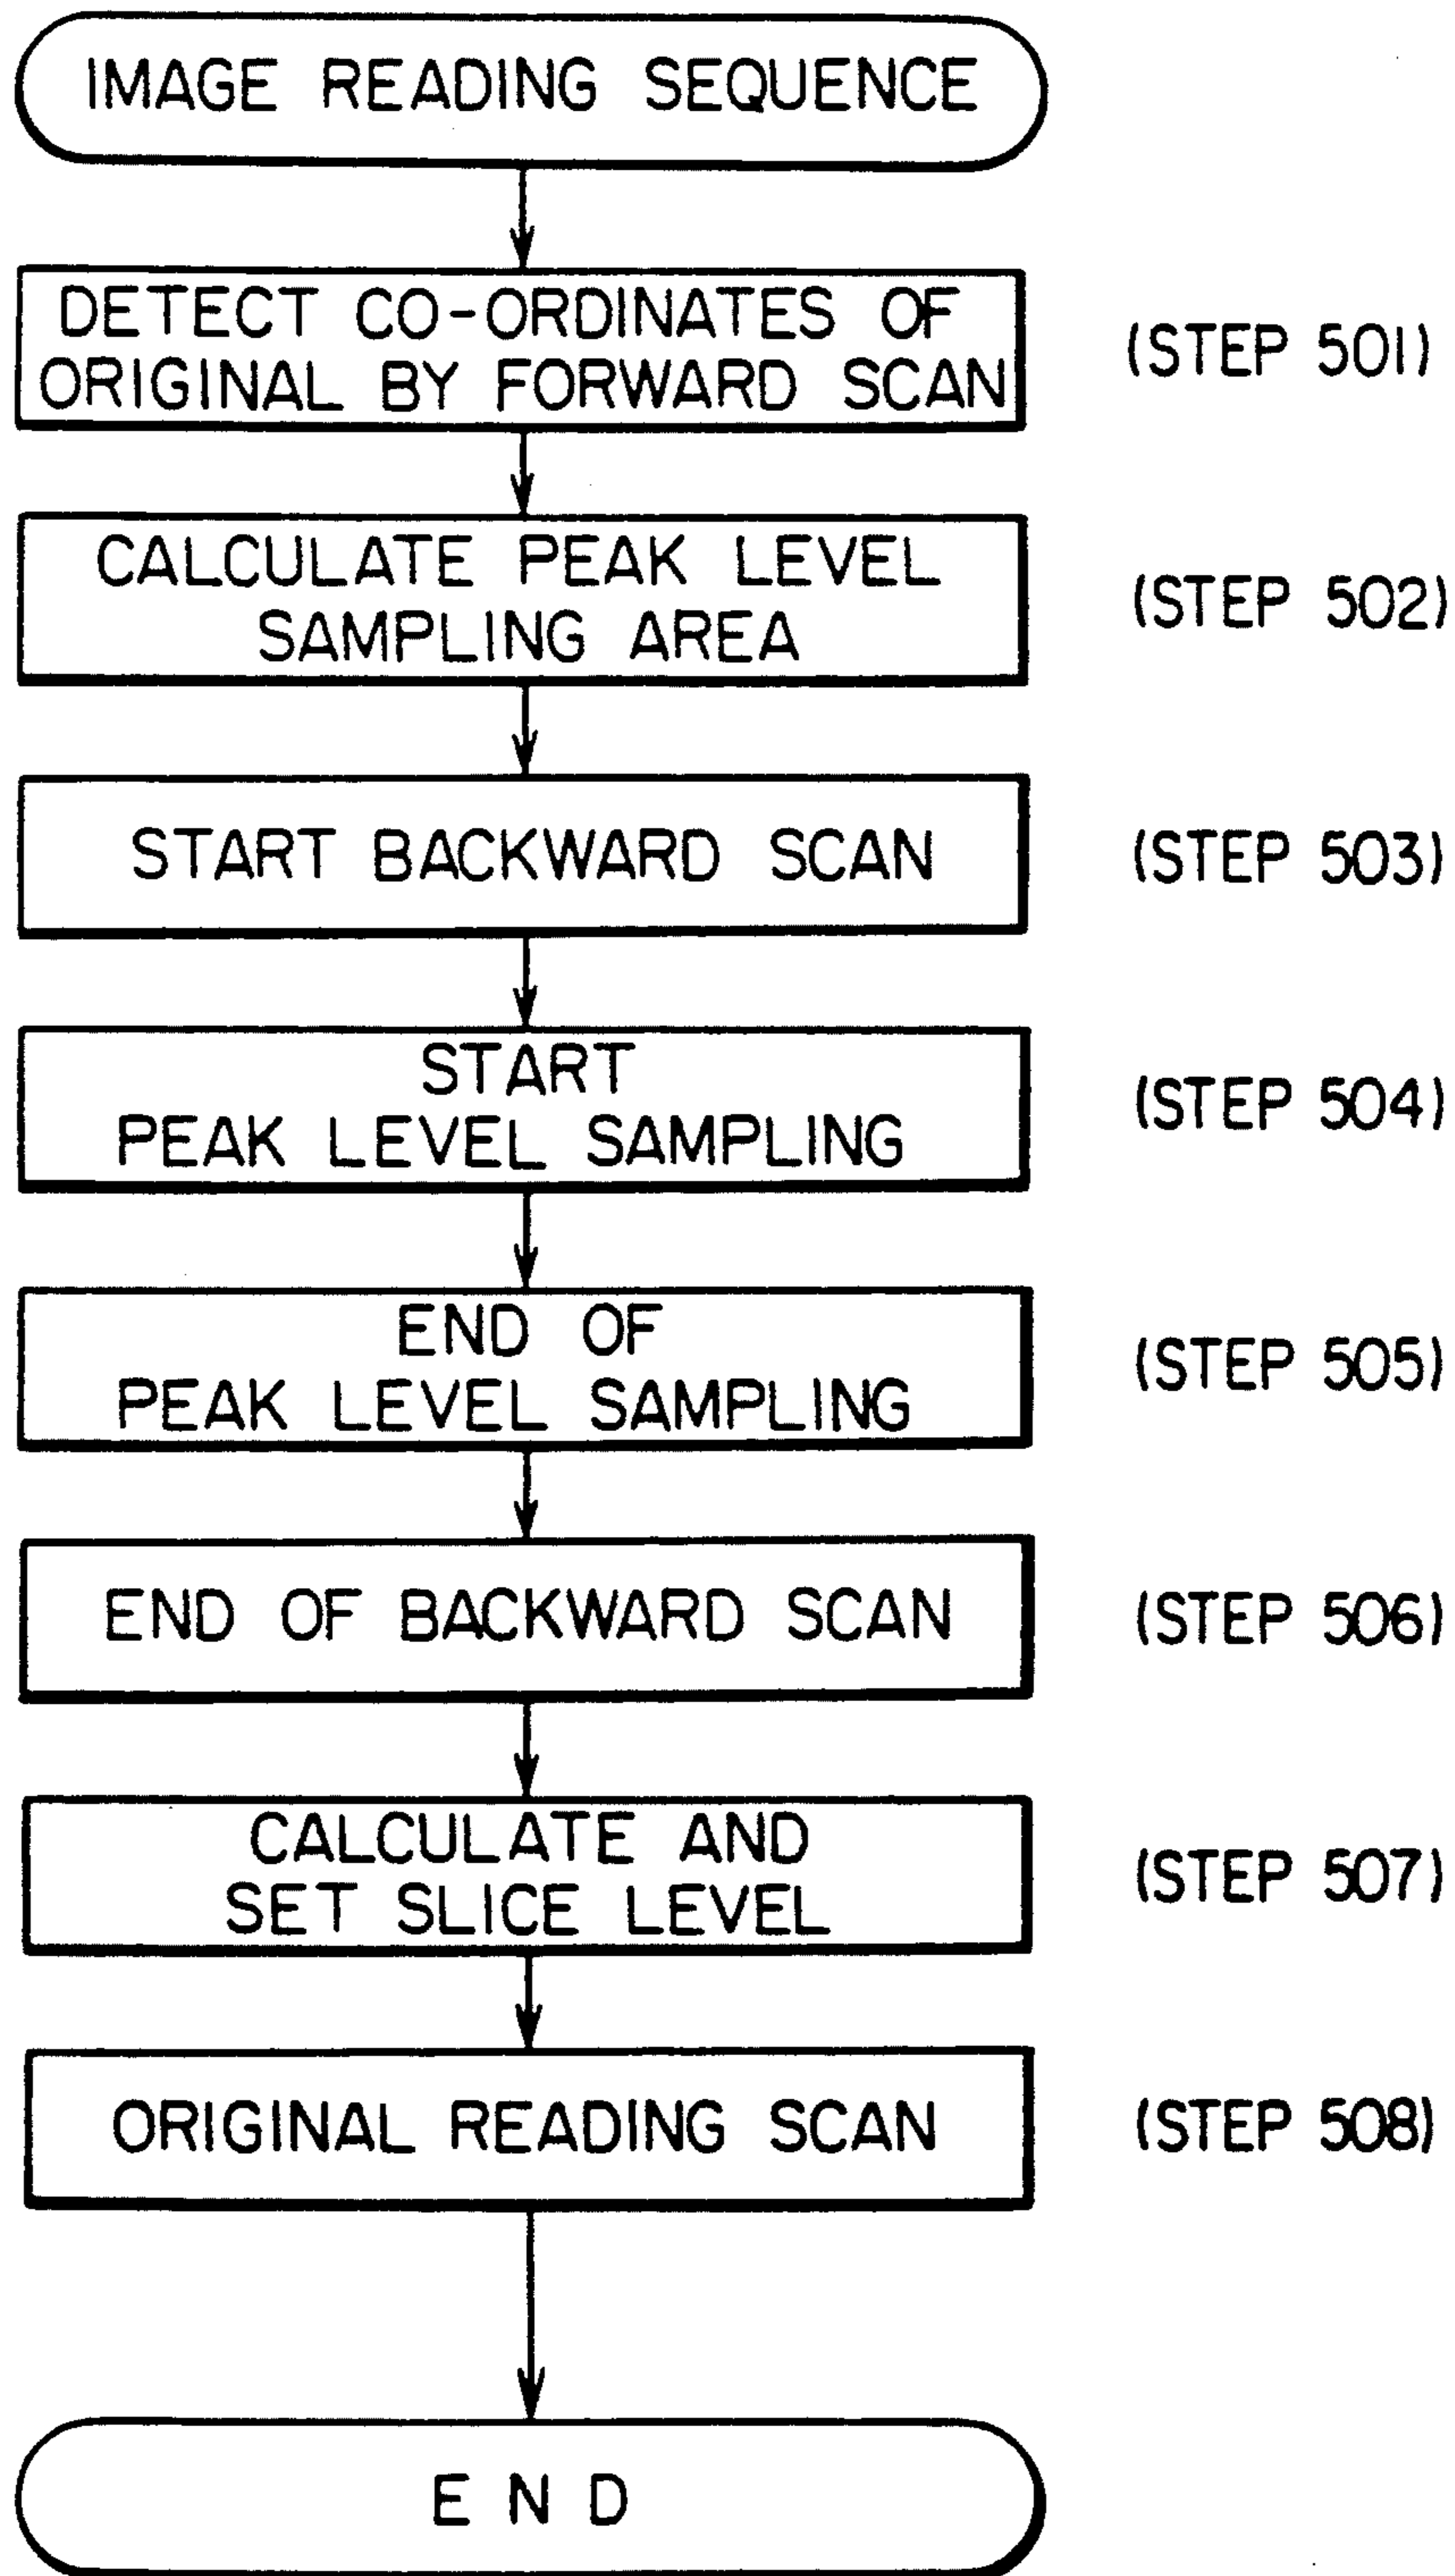 IMAGE READING SEQUENCE
DETECT CO-ORDINATES OF
ORIGINAL BY FORWARD SCAN
(STEP 501)
CALCULATE PEAK LEVEL
SAMPLING AREA
(STEP 502)
START BACKWARD SCAN
(STEP 503)
START
PEAK LEVEL SAMPLING
(STEP 504)
END OF
PEAK LEVEL SAMPLING
(STEP 505)
END OF BACKWARD SCAN
(STEP 506)
CALCULATE AND
SET SLICE LEVEL
(STEP 507)
ORIGINAL READING SCAN
(STEP 508)
END